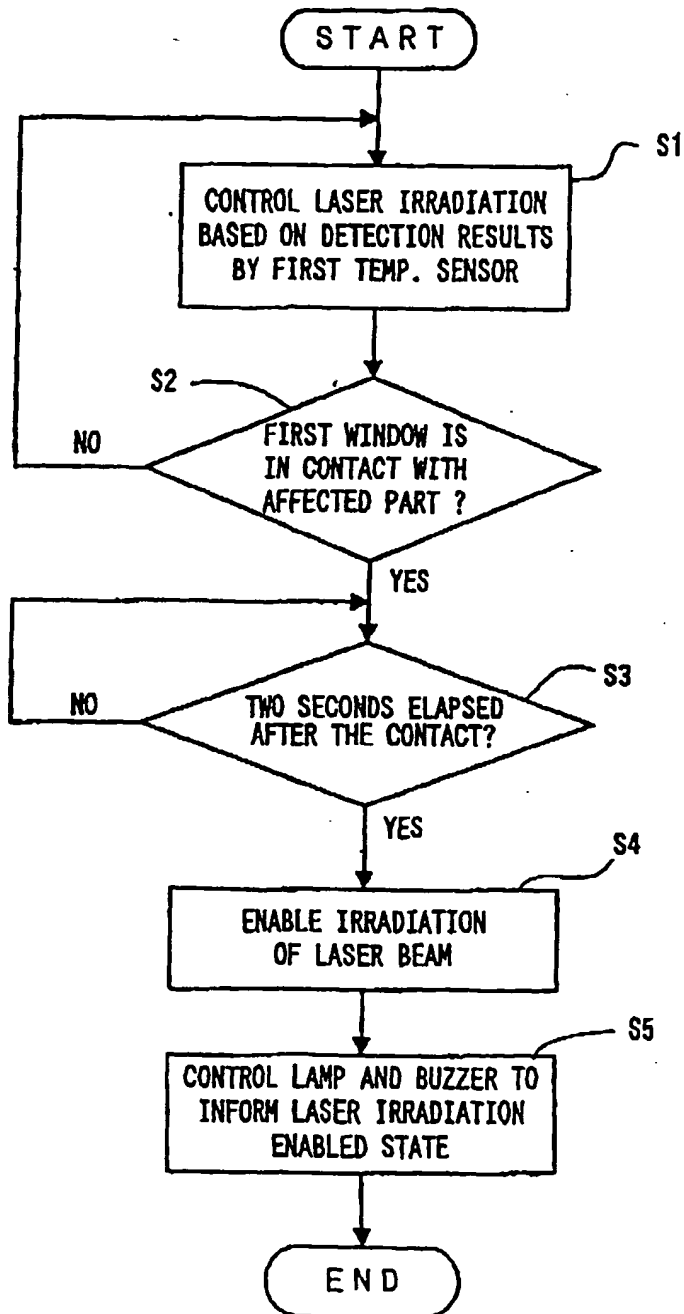 START
S1
CONTROL LASER IRRADIATION
BASED ON DETECTION RESULTS
BY FIRST TEMP. SENSOR
S2
NO
FIRST WINDOW IS
IN CONTACT WITH
AFFECTED PART ?
YES
S3
NO
TWO SECONDS ELAPSED
AFTER THE CONTACT?
YES
S4
ENABLE IRRADIATION
OF LASER BEAM
S5
CONTROL LAMP AND BUZZER TO
INFORM LASER IRRADIATION
ENABLED STATE
END